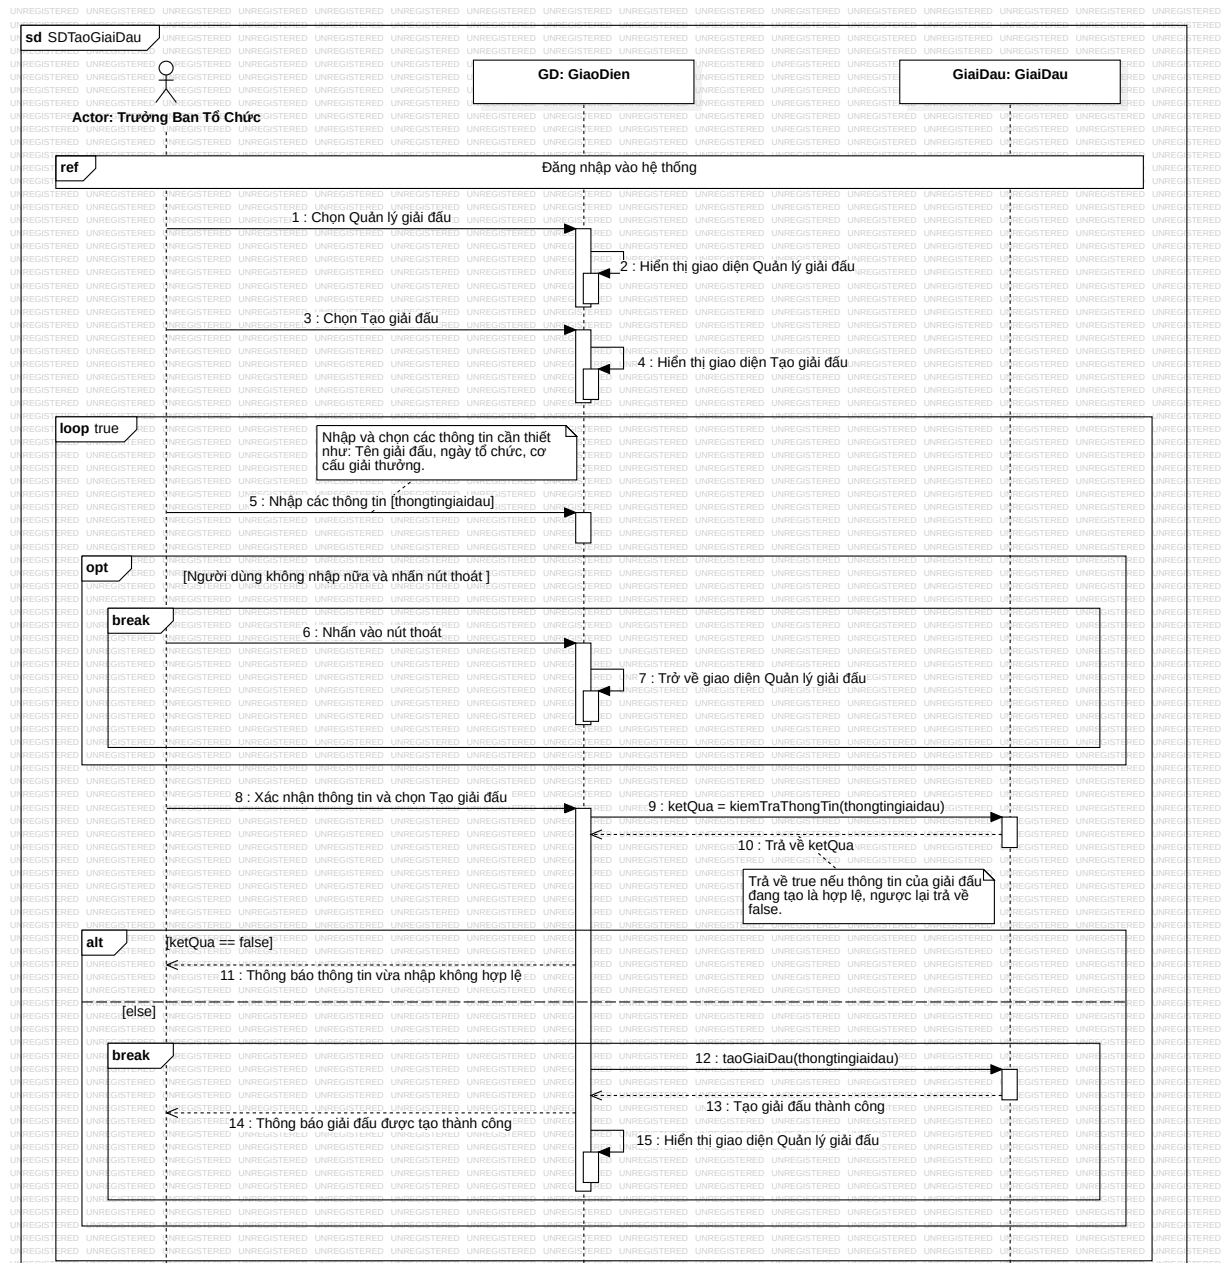 sd SDTaoGiaiDau
GD: GiaoDien
GiaiDau: GiaiDau
Actor: Trưởng Ban Tổ Chức
ref
Đăng nhập vào hệ thống
1 : Chọn Quản lý giải đấu
2 : Hiển thị giao diện Quản lý giải đấu
3 : Chọn Tạo giải đấu
4 : Hiển thị giao diện Tạo giải đấu
loop true
Nhập và chọn các thông tin cần thiết
như: Tên giải đấu, ngày tổ chức, cơ
cấu giải thưởng.
5 : Nhập các thông tin [thongtingiaidau]
opt
[Người dùng không nhập nữa và nhấn nút thoát ]
break
6 : Nhấn vào nút thoát
7 : Trở về giao diện Quản lý giải đấu
8 : Xác nhận thông tin và chọn Tạo giải đấu
9 : ketQua = kiemTraThongTin(thongtingiaidau)
10 : Trả về ketQua
Trả về true nếu thông tin của giải đấu
đang tạo là hợp lệ, ngược lại trả về
false.
alt
[ketQua == false]
11 : Thông báo thông tin vừa nhập không hợp lệ
[else]
break
12 : taoGiaiDau(thongtingiaidau)
13 : Tạo giải đấu thành công
14 : Thông báo giải đấu được tạo thành công
15 : Hiển thị giao diện Quản lý giải đấu